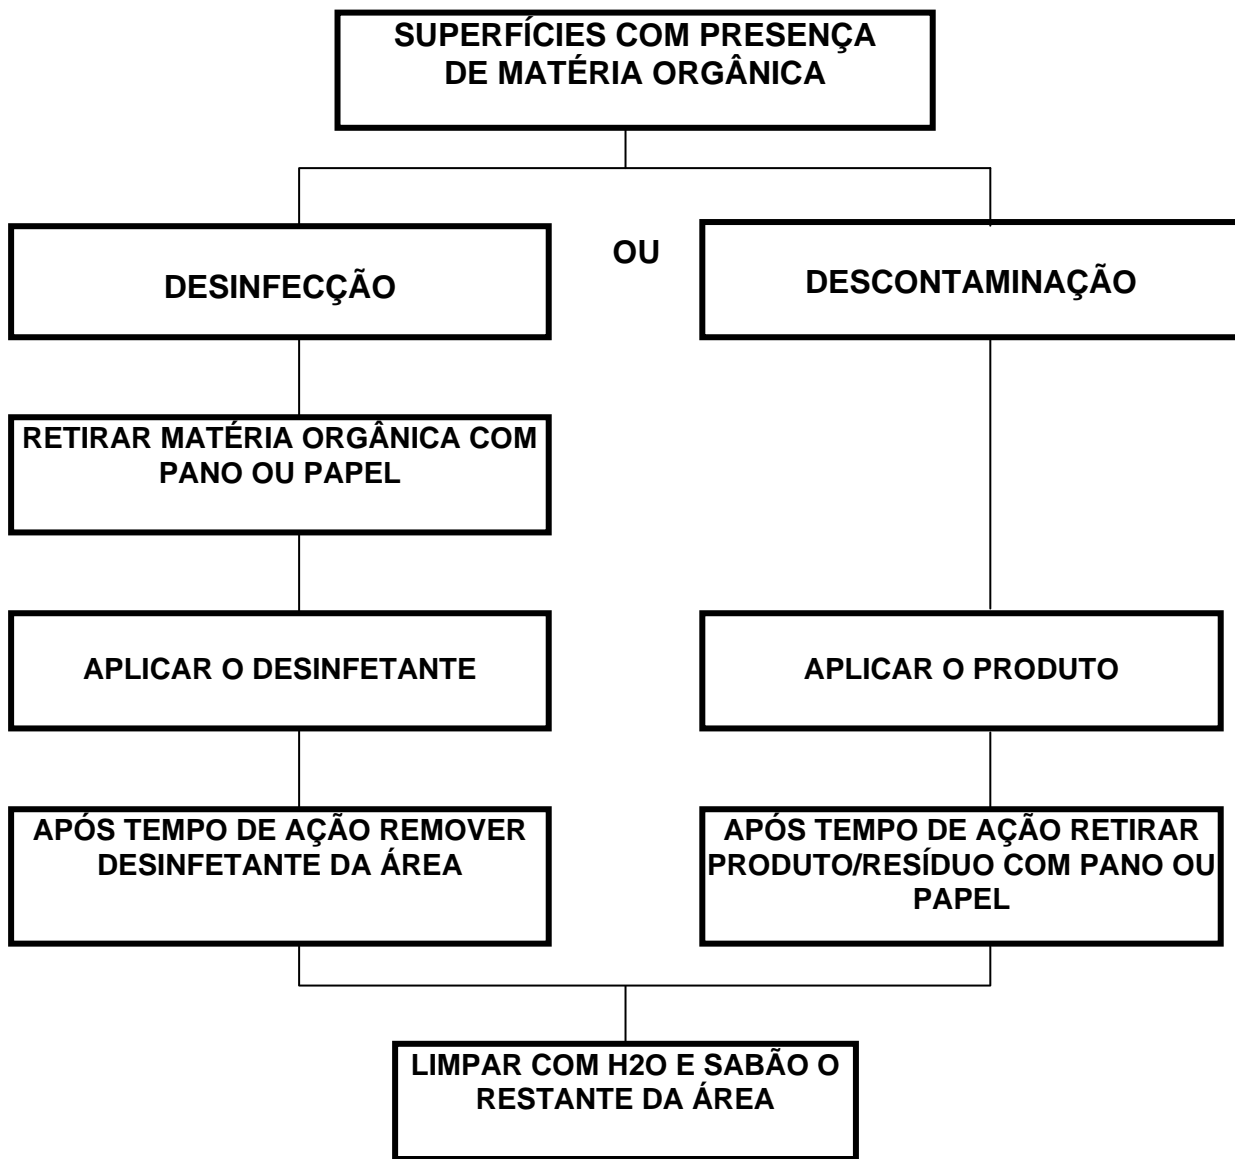 SUPERFÍCIES COM PRESENÇA
DE MATÉRIA ORGÂNICA
DESINFECÇÃO
OU
DESCONTAMINAÇÃO
RETIRAR MATÉRIA ORGÂNICA COM
PANO OU PAPEL
APLICAR O DESINFETANTE
APLICAR O PRODUTO
APÓS TEMPO DE AÇÃO REMOVER
DESINFETANTE DA ÁREA
APÓS TEMPO DE AÇÃO RETIRAR
PRODUTO/RESÍDUO COM PANO OU
PAPEL
LIMPAR COM H2O E SABÃO O
RESTANTE DA ÁREA